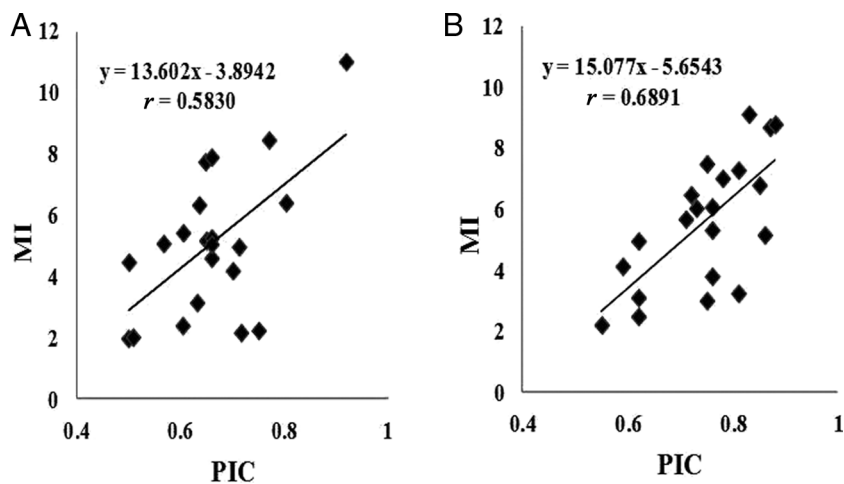 A
12
10
8
6
4
2
0
MI
y = 13.602x - 3.8942
r = 0.5830
0.4 0.6 0.8 1
PIC
B
12
10
8
6
4
2
0
MI
y = 15.077x - 5.6543
r = 0.6891
0.4 0.6 0.8 1
PIC